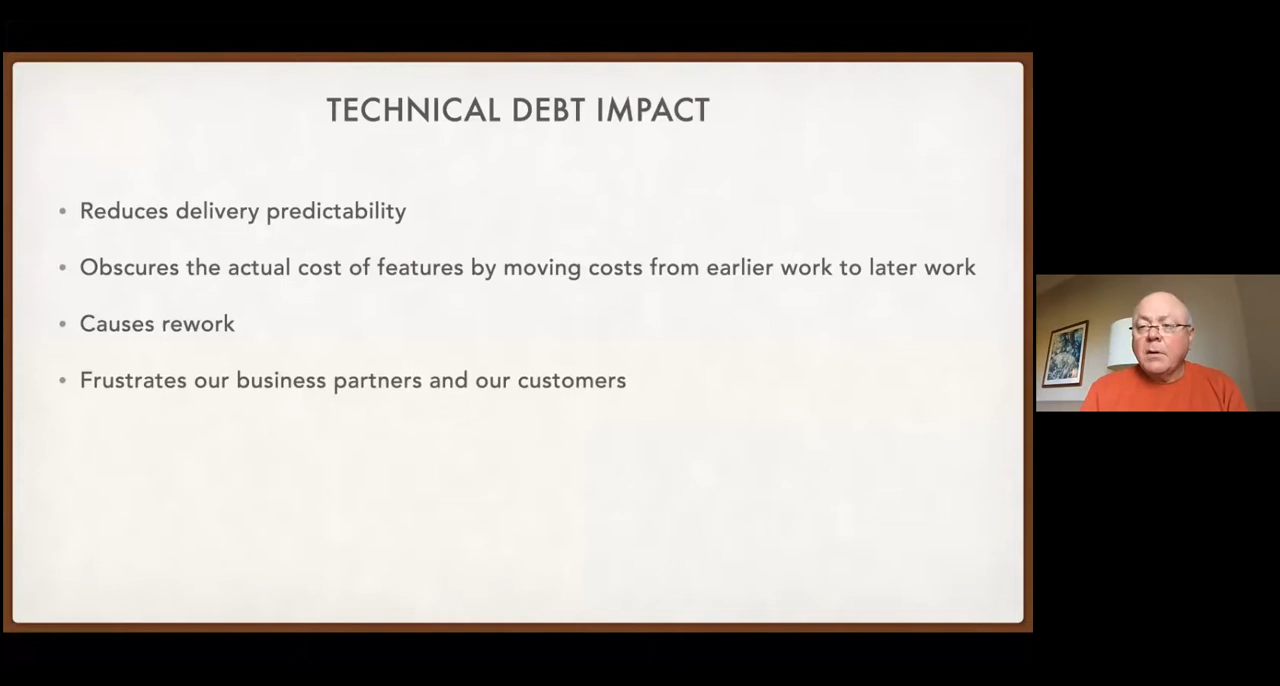 TECHNICAL DEBT IMPACT
• Reduces delivery predictability
• Obscures the actual cost of features by moving costs from earlier work to later work
• Causes rework
• Frustrates our business partners and our customers